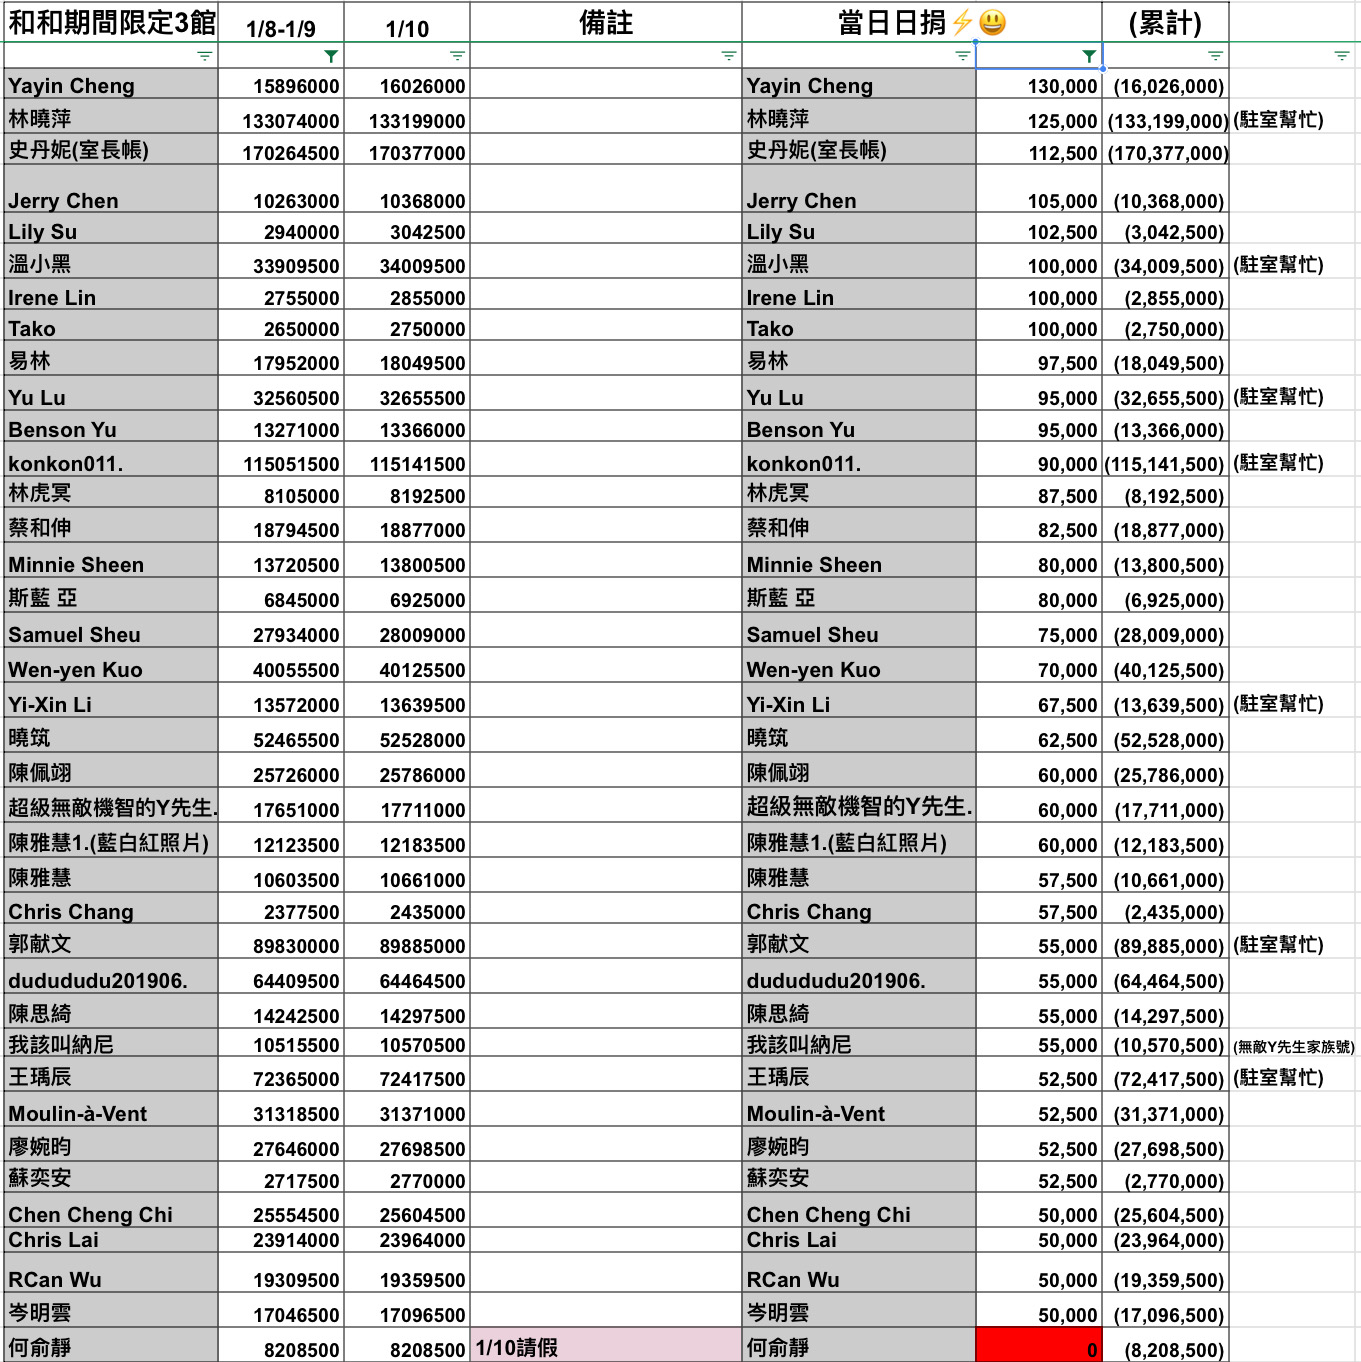 和和期間限定3館 1/8-1/9 1/10 備註 當日日捐⚡😃 (累計)
Yayin Cheng 15896000 16026000 Yayin Cheng 130,000 (16,026,000)
林曉萍 133074000 133199000 林曉萍 125,000 (133,199,000) (駐室幫忙)
史丹妮(室長帳) 170264500 170377000 史丹妮(室長帳) 112,500 (170,377,000)
Jerry Chen 10263000 10368000 Jerry Chen 105,000 (10,368,000)
Lily Su 2940000 3042500 Lily Su 102,500 (3,042,500)
溫小黑 33909500 34009500 溫小黑 100,000 (34,009,500) (駐室幫忙)
Irene Lin 2755000 2855000 Irene Lin 100,000 (2,855,000)
Tako 2650000 2750000 Tako 100,000 (2,750,000)
易林 17952000 18049500 易林 97,500 (18,049,500)
Yu Lu 32560500 32655500 Yu Lu 95,000 (32,655,500) (駐室幫忙)
Benson Yu 13271000 13366000 Benson Yu 95,000 (13,366,000)
konkon011. 115051500 115141500 konkon011. 90,000 (115,141,500) (駐室幫忙)
林虎冥 8105000 8192500 林虎冥 87,500 (8,192,500)
蔡和伸 18794500 18877000 蔡和伸 82,500 (18,877,000)
Minnie Sheen 13720500 13800500 Minnie Sheen 80,000 (13,800,500)
斯藍 亞 6845000 6925000 斯藍 亞 80,000 (6,925,000)
Samuel Sheu 27934000 28009000 Samuel Sheu 75,000 (28,009,000)
Wen-yen Kuo 40055500 40125500 Wen-yen Kuo 70,000 (40,125,500)
Yi-Xin Li 13572000 13639500 Yi-Xin Li 67,500 (13,639,500) (駐室幫忙)
曉筑 52465500 52528000 曉筑 62,500 (52,528,000)
陳佩翊 25726000 25786000 陳佩翊 60,000 (25,786,000)
超級無敵機智的Y先生. 17651000 17711000 超級無敵機智的Y先生. 60,000 (17,711,000)
陳雅慧1.(藍白紅照片) 12123500 12183500 陳雅慧1.(藍白紅照片) 60,000 (12,183,500)
陳雅慧 10603500 10661000 陳雅慧 57,500 (10,661,000)
Chris Chang 2377500 2435000 Chris Chang 57,500 (2,435,000)
郭献文 89830000 89885000 郭献文 55,000 (89,885,000) (駐室幫忙)
dudududu201906. 64409500 64464500 dudududu201906. 55,000 (64,464,500)
陳思綺 14242500 14297500 陳思綺 55,000 (14,297,500)
我該叫納尼 10515500 10570500 我該叫納尼 55,000 (10,570,500) (無敵Y先生家族號)
王瑀辰 72365000 72417500 王瑀辰 52,500 (72,417,500) (駐室幫忙)
Moulin-à-Vent 31318500 31371000 Moulin-à-Vent 52,500 (31,371,000)
廖婉昀 27646000 27698500 廖婉昀 52,500 (27,698,500)
蘇奕安 2717500 2770000 蘇奕安 52,500 (2,770,000)
Chen Cheng Chi 25554500 25604500 Chen Cheng Chi 50,000 (25,604,500)
Chris Lai 23914000 23964000 Chris Lai 50,000 (23,964,000)
RCan Wu 19309500 19359500 RCan Wu 50,000 (19,359,500)
岑明雲 17046500 17096500 岑明雲 50,000 (17,096,500)
何俞靜 8208500 8208500 1/10請假 何俞靜 0 (8,208,500)